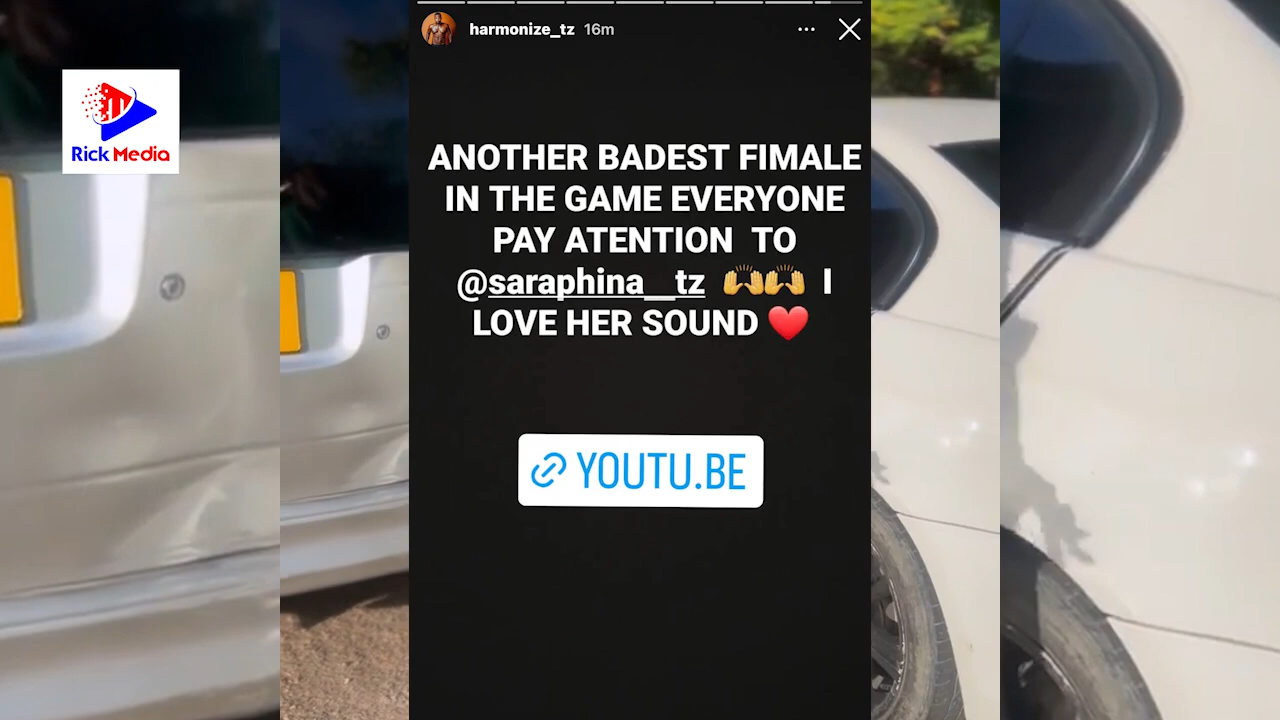 harmonize_tz 16m
Rick Media
ANOTHER BADEST FIMALE
IN THE GAME EVERYONE
PAY ATENTION TO
@saraphina__tz 🙌🙌 I
LOVE HER SOUND ❤️
YOUTU.BE